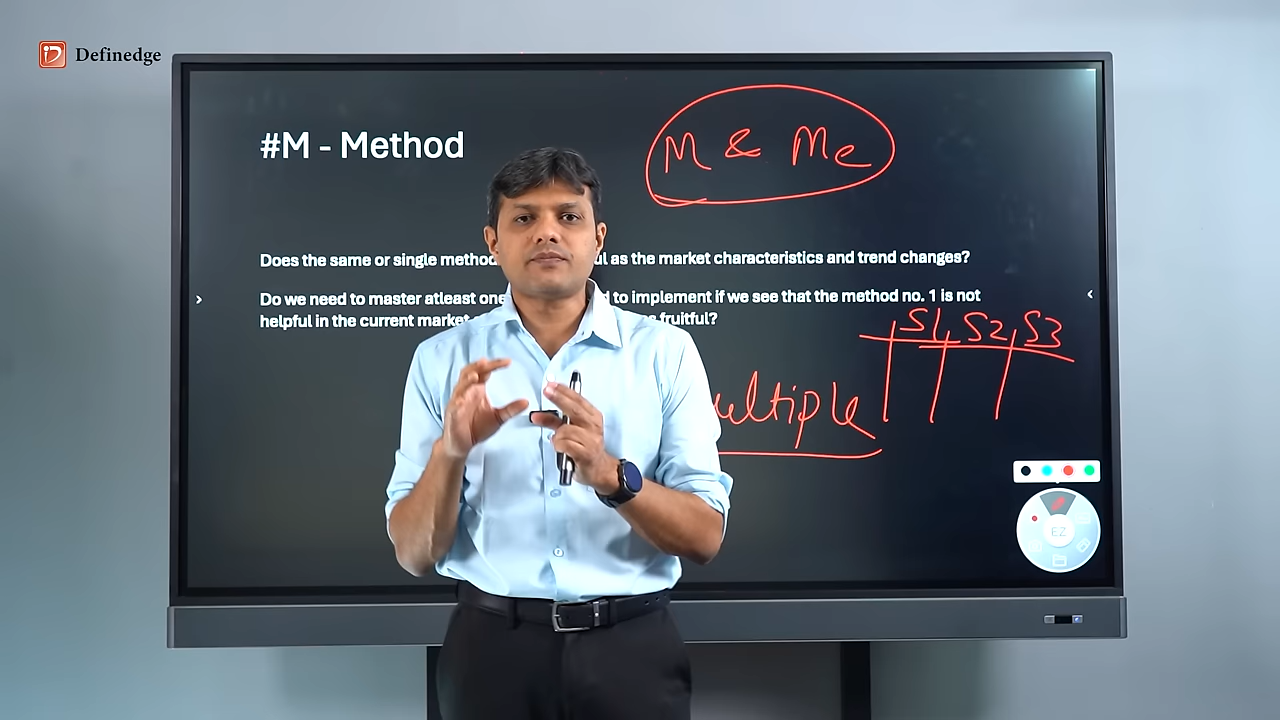 Definedge
#M - Method
M & Me
Does the same or single method as the market characteristics and trend changes?
Do we need to master atleast one to implement if we see that the method no. 1 is not
helpful in the current market fruitful?
S1 S2 S3
ultiple
EZ